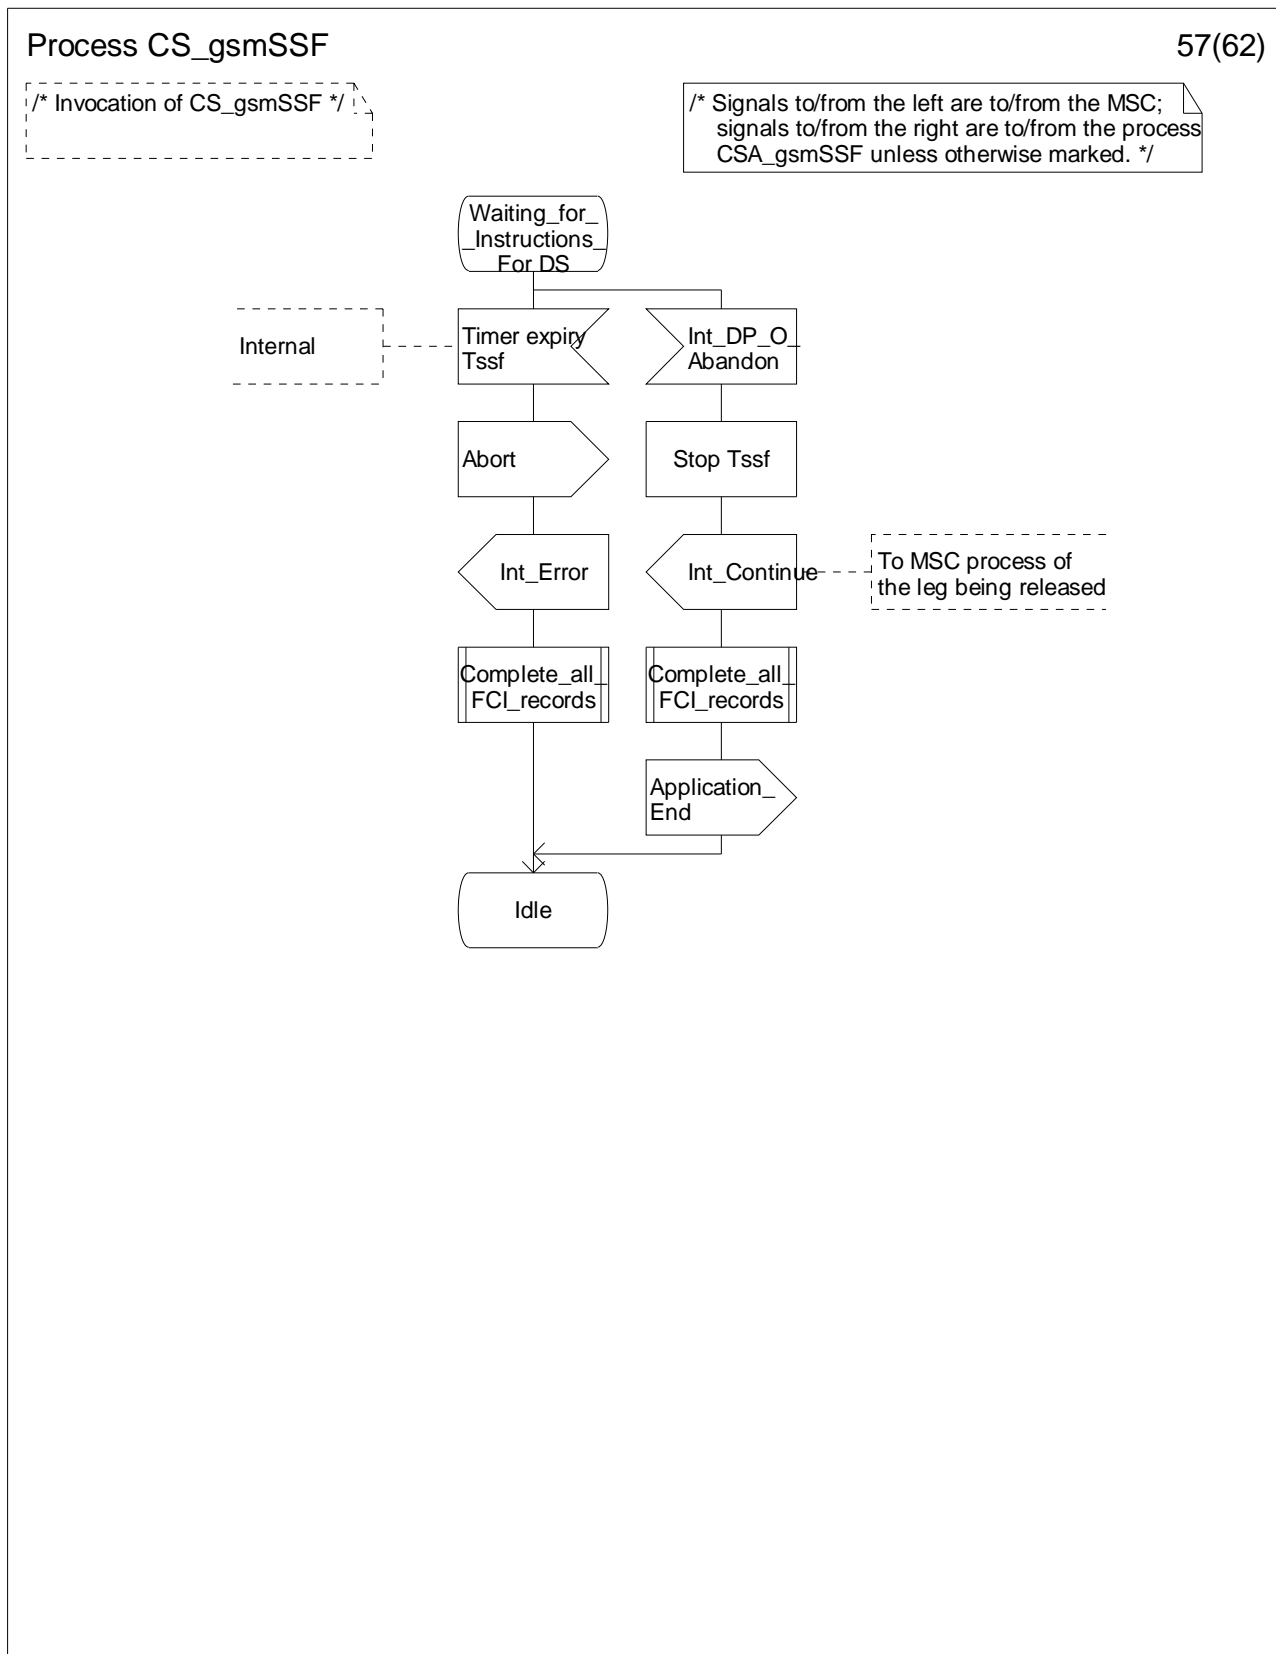 Process CS_gsmSSF
57(62)
/* Invocation of CS_gsmSSF */
/* Signals to/from the left are to/from the MSC;
signals to/from the right are to/from the process
CSA_gsmSSF unless otherwise marked. */
Waiting_for_
_Instructions_
For DS
Internal
Timer expiry
Tssf
Int_DP_O_
Abandon
Abort
Stop Tssf
Int_Error
Int_Continue
To MSC process of
the leg being released
Complete_all_
FCI_records
Complete_all_
FCI_records
Application_
End
Idle